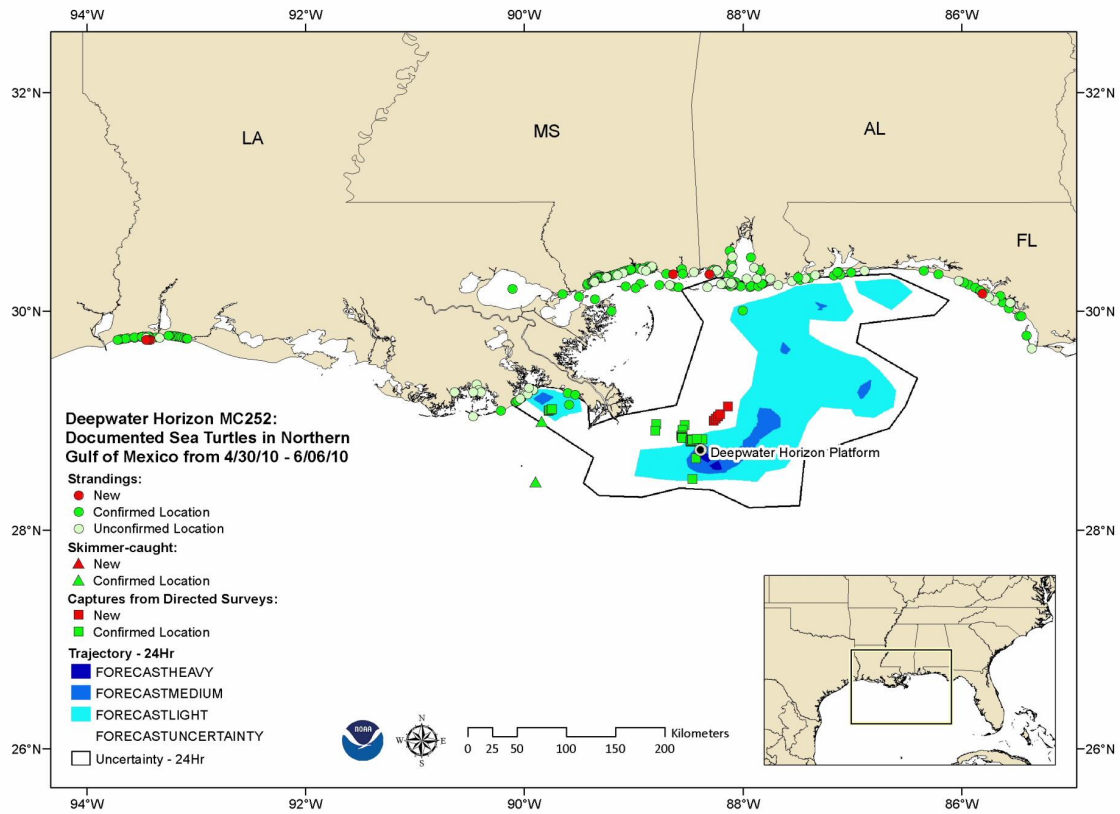 94°W 92°W 90°W 88°W 86°W
32°N 32°N
LA MS AL
FL
30°N 30°N
Deepwater Horizon Platform
Deepwater Horizon MC252:
Documented Sea Turtles in Northern
Gulf of Mexico from 4/30/10 - 6/06/10
Strandings:
New
Confirmed Location
Unconfirmed Location
28°N 28°N
Skimmer-caught:
New
Confirmed Location
Captures from Directed Surveys:
New
Confirmed Location
Trajectory - 24Hr
FORECASTHEAVY
FORECASTMEDIUM
FORECASTLIGHT
FORECASTUNCERTAINTY
Uncertainty - 24Hr
NOAA
N
W E
S
Kilometers
0 25 50 100 150 200
26°N 26°N
94°W 92°W 90°W 88°W 86°W